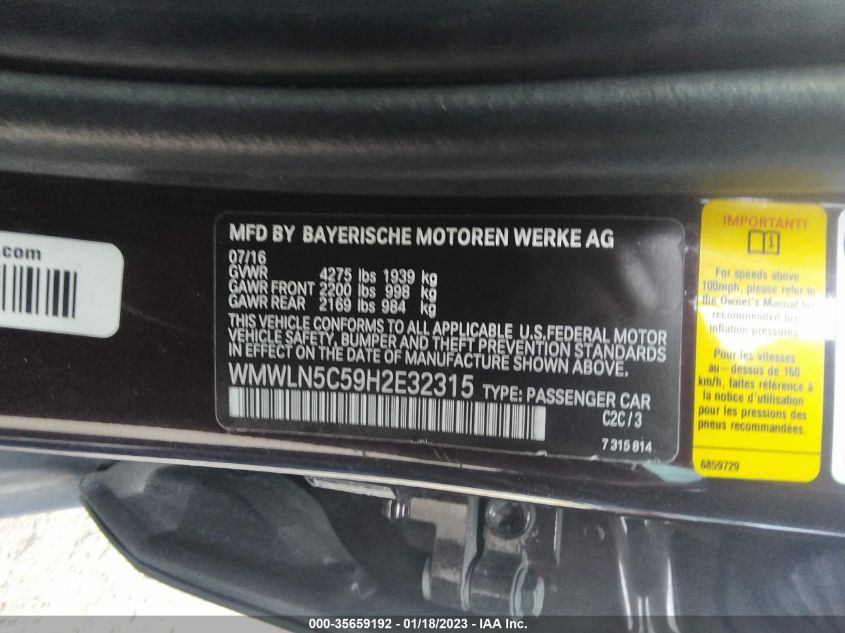 .com
MFD BY BAYERISCHE MOTOREN WERKE AG
07/16
GVWR 4275 lbs 1939 kg
GAWR FRONT 2200 lbs 998 kg
GAWR REAR 2169 lbs 984 kg
THIS VEHICLE CONFORMS TO ALL APPLICABLE U.S.FEDERAL MOTOR
VEHICLE SAFETY, BUMPER AND THEFT PREVENTION STANDARDS
IN EFFECT ON THE DATE OF MANUFACTURE SHOWN ABOVE.
WMWLN5C59H2E32315 TYPE: PASSENGER CAR
C2C / 3
7 315 814
IMPORTANT!
For speeds above
100mph, please refer to
the Owner's Manual for
recommended
inflation pressures.
Pour les vitesses
au-dessus de 160
km/h, faites
vous pour
les pressions des
pneus recommandées.
6859729
000-35659192 - 01/18/2023 - IAA Inc.